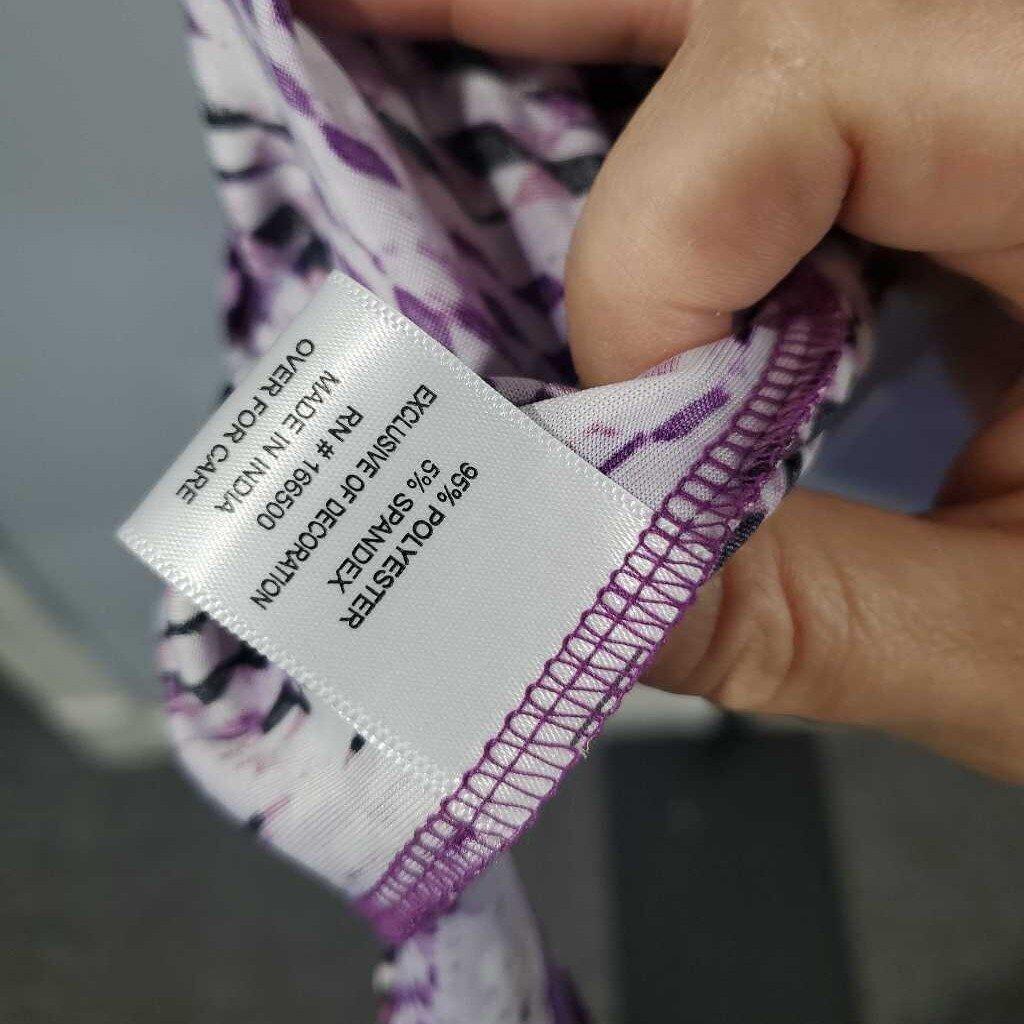 95% POLYESTER
5% SPANDEX
EXCLUSIVE OF DECORATION
RN # 166500
MADE IN INDIA
OVER FOR CARE